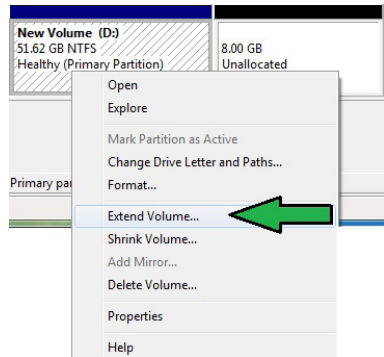 New Volume (D:)
51.62 GB NTFS
Healthy (Primary Partition)
8.00 GB
Unallocated
Open
Explore
Mark Partition as Active
Change Drive Letter and Paths...
Format...
Primary par
Extend Volume...
Shrink Volume...
Add Mirror...
Delete Volume...
Properties
Help